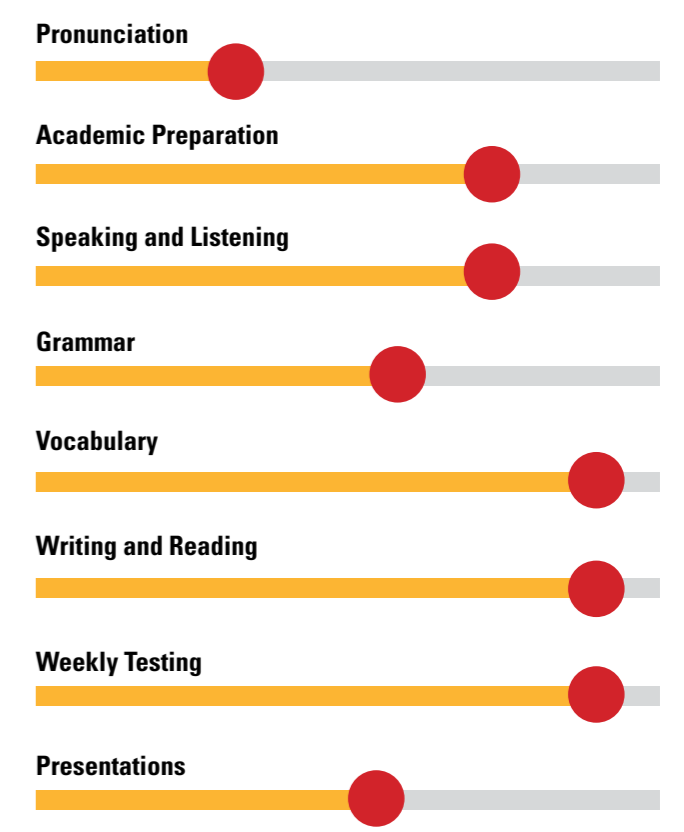 Pronunciation
Academic Preparation
Speaking and Listening
Grammar
Vocabulary
Writing and Reading
Weekly Testing
Presentations